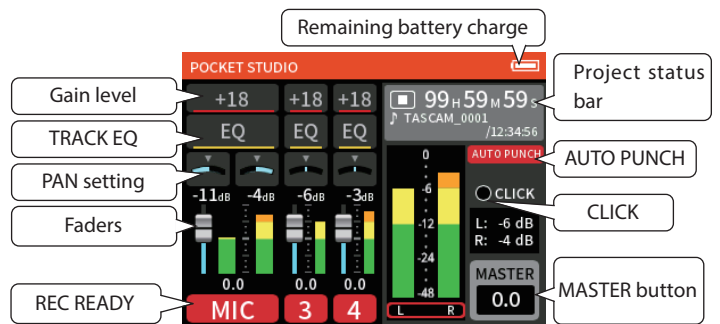 Remaining battery charge
POCKET STUDIO
Gain level
+18 +18 +18
TRACK EQ
EQ EQ EQ
PAN setting
-11dB -4dB -6dB -3dB
Faders
0.0 0.0 0.0
REC READY
MIC 3 4
Project status bar
99H59M59s
♪ TASCAM_0001
/12:34:56
0
-6
-12
-24
-48
L R
AUTO PUNCH
AUTO PUNCH
CLICK
CLICK
L: -6 dB
R: -4 dB
MASTER
0.0
MASTER button